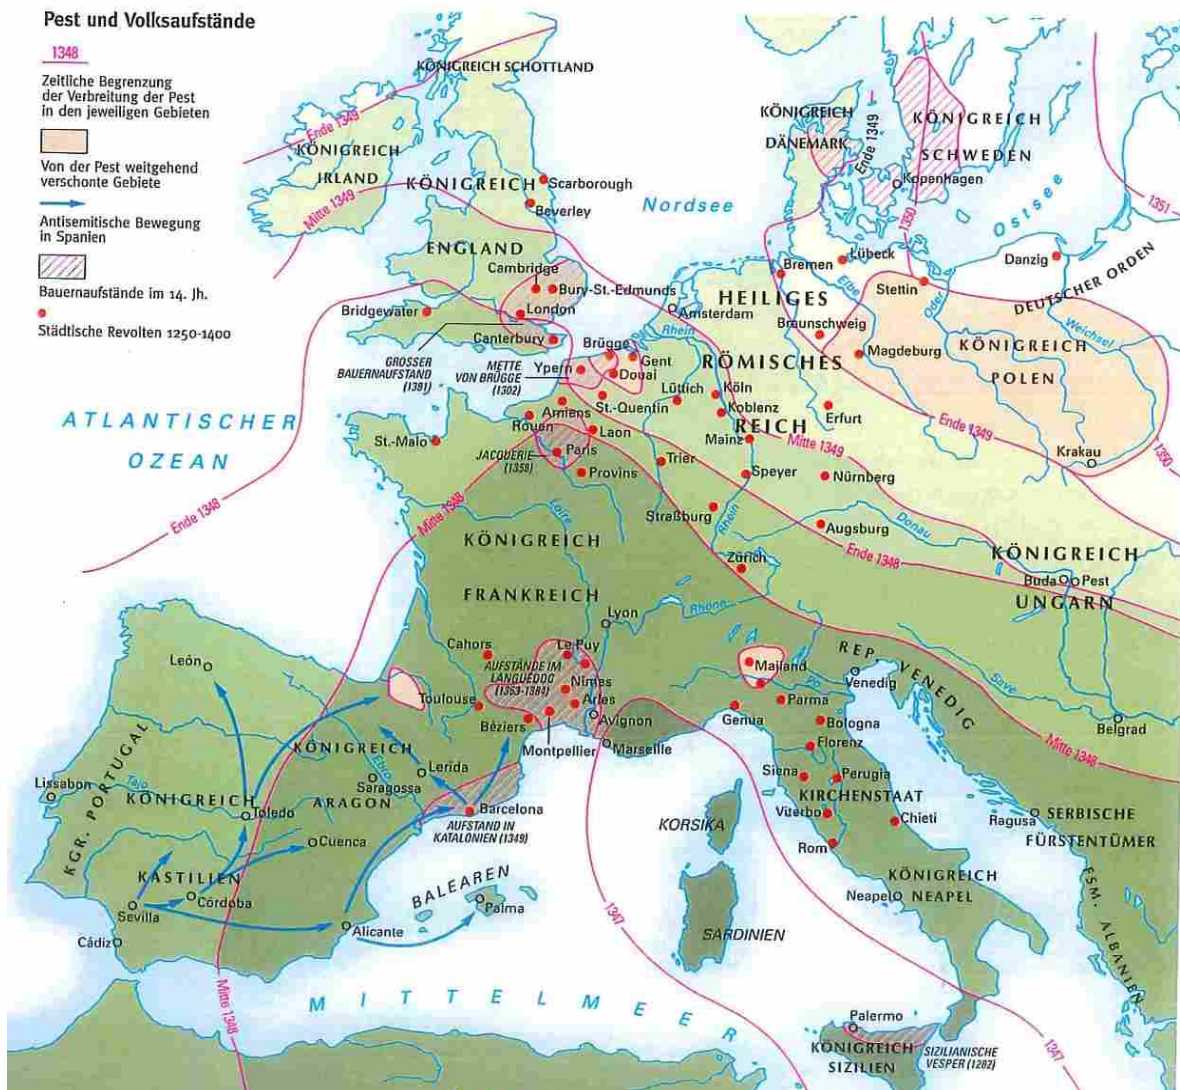 Pest und Volksaufstände
1348
Zeitliche Begrenzung
der Verbreitung der Pest
in den jeweiligen Gebieten
Von der Pest weitgehend
verschonte Gebiete
Antisemitische Bewegung
in Spanien
Bauernaufstände im 14. Jh.
Städtische Revolten 1250-1400
KÖNIGREICH SCHOTTLAND
Ende 1349
KÖNIGREICH
IRLAND
Mitte 1349
KÖNIGREICH
ENGLAND
Scarborough
Beverley
Cambridge
Bury-St.-Edmunds
London
Bridgewater
Canterbury
GROSSER
BAUERNAUFSTAND
(1381)
METTE
VON BRÜGGE
(1302)
Nordsee
KÖNIGREICH
DÄNEMARK
Ende 1349
KÖNIGREICH
SCHWEDEN
Kopenhagen
1350
Ostsee
1351
Danzig
DEUTSCHER ORDEN
Lübeck
Bremen
Stettin
Elbe
Oder
Weichsel
HEILIGES
RÖMISCHES
REICH
Amsterdam
Rhein
Braunschweig
Magdeburg
KÖNIGREICH
POLEN
Brügge
Gent
Ypern
Douai
Lüttich
Köln
Koblenz
Erfurt
Ende 1349
Krakau
1350
Amiens
St.-Quentin
Rouen
Laon
Mainz
Mitte 1349
ATLANTISCHER
OZEAN
St.-Malo
JACQUERIE
(1358)
Paris
Provins
Trier
Speyer
Nürnberg
Ende 1348
Mitte 1348
Loire
Straßburg
Rhein
Augsburg
Donau
KÖNIGREICH
FRANKREICH
Zürich
Ende 1348
KÖNIGREICH
UNGARN
Buda
Pest
Lyon
Rhone
Cahors
Le Puy
AUFSTÄNDE IM
LANGUEDOC
(1363-1384)
Nimes
Arles
Toulouse
Béziers
Avignon
Montpellier
Marseille
Mailand
Po
REP. VENEDIG
Venedig
Save
Parma
Genua
Bologna
Belgrad
Florenz
Mitte 1348
León
KGR. PORTUGAL
Lissabon
Tajo
KÖNIGREICH
KASTILIEN
Toledo
KÖNIGREICH
ARAGON
Ebro
Saragossa
Lerida
Barcelona
AUFSTAND IN
KATALONIEN (1349)
Cuenca
Siena
Perugia
KIRCHENSTAAT
Viterbo
Chieti
Rom
KORSIKA
Ragusa
SERBISCHE
FÜRSTENTÜMER
Sevilla
Córdoba
Cádiz
Alicante
BALEAREN
Palma
KÖNIGREICH
NEAPEL
Neapel
FSM. ALBANIEN
SARDINIEN
1347
Mitte 1348
MITTELMEER
1347
Palermo
KÖNIGREICH
SIZILIEN
SIZILIANISCHE
VESPER (1282)